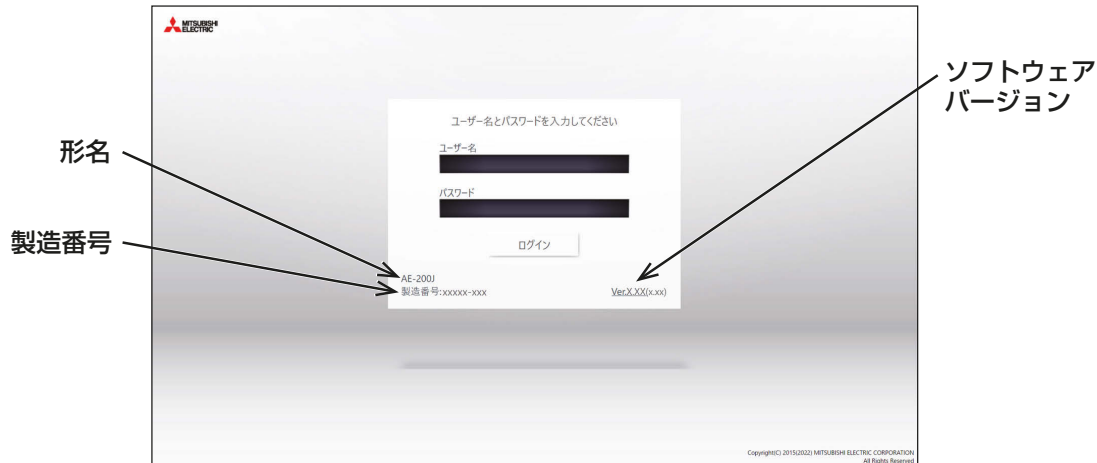 MITSUBISHI
ELECTRIC
ソフトウェア
バージョン
ユーザー名とパスワードを入力してください
ユーザー名
形名
パスワード
製造番号
ログイン
AE-200J
製造番号:xxxxx-xxx
Ver.X.XX(x.xx)
Copyright(C) 2015(2022) MITSUBISHI ELECTRIC CORPORATION
All Rights Reserved